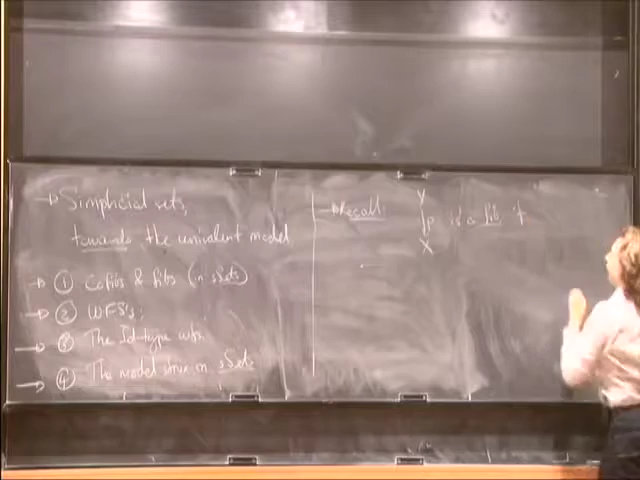 → Simplicial sets,
towards the univalent model
→ ① Cofibs & fibs (in sSets)
→ ② WFS's
→ ③ The Id-type wfs
→ ④ The model struc on sSets
→ Recall
Y
↓p is a fib. if
X